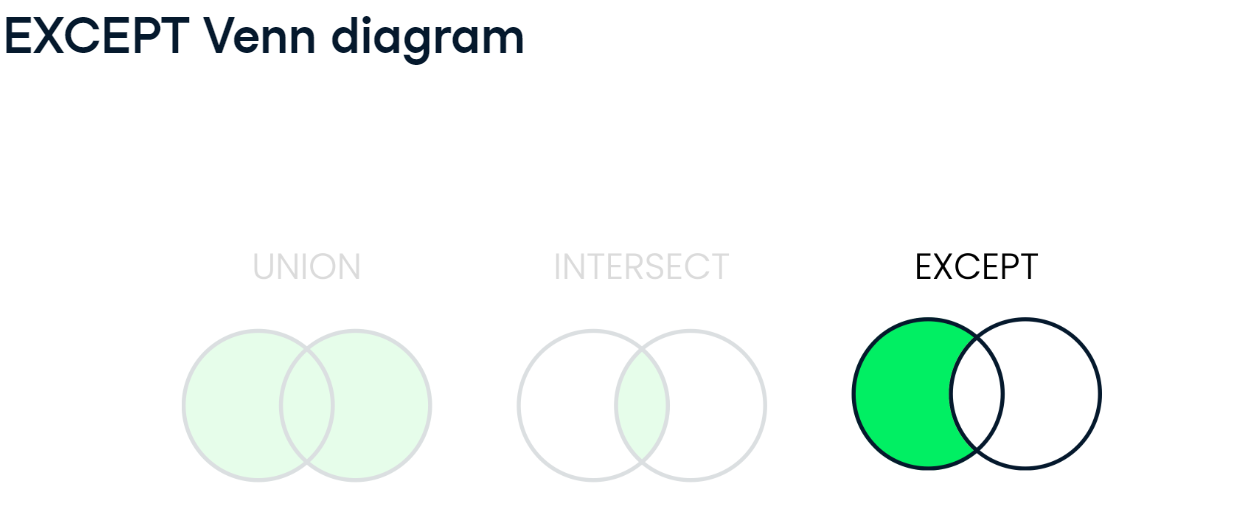 EXCEPT Venn diagram
UNION
INTERSECT
EXCEPT